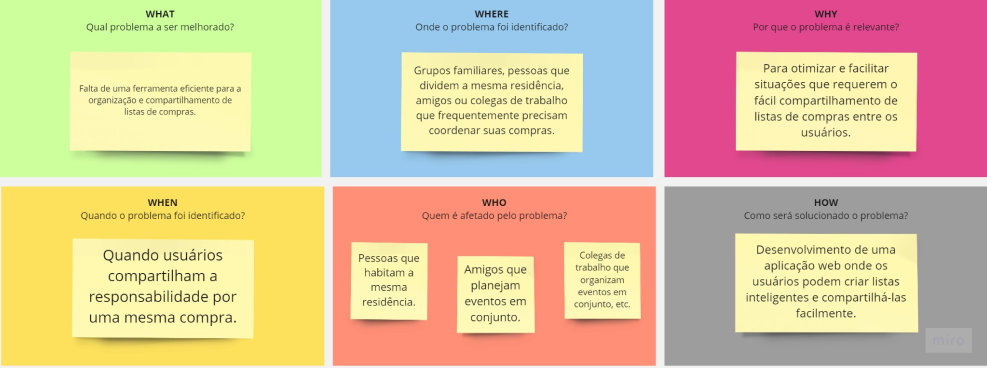 WHAT
Qual problema a ser melhorado?
Falta de uma ferramenta eficiente para a
organização e compartilhamento de
listas de compras.
WHERE
Onde o problema foi identificado?
Grupos familiares, pessoas que
dividem a mesma residência,
amigos ou colegas de trabalho
que frequentemente precisam
coordenar suas compras.
WHY
Por que o problema é relevante?
Para otimizar e facilitar
situações que requerem o
fácil compartilhamento de
listas de compras entre os
usuários.
WHEN
Quando o problema foi identificado?
Quando usuários
compartilham a
responsabilidade por
uma mesma compra.
WHO
Quem é afetado pelo problema?
Pessoas que
habitam a
mesma
residência.
Amigos que
planejam
eventos em
conjunto.
Colegas de
trabalho que
organizam
eventos em
conjunto, etc.
HOW
Como será solucionado o problema?
Desenvolvimento de uma
aplicação web onde os
usuários podem criar listas
inteligentes e compartilhá-las
facilmente.
miro